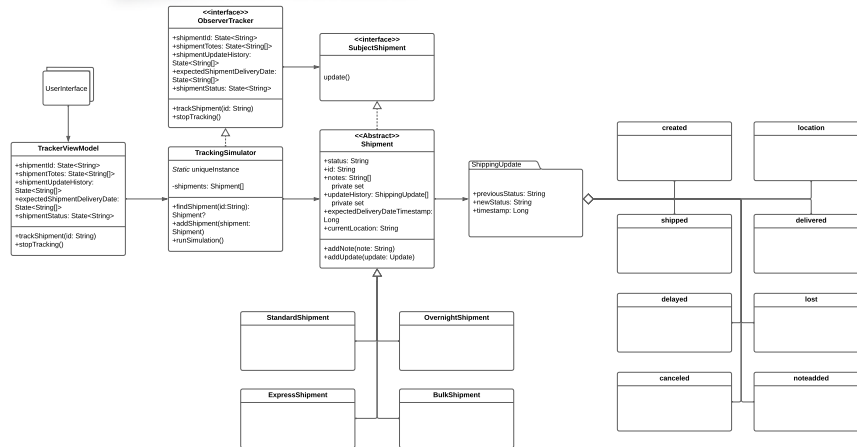 <<interface>>
ObserverTracker
+shipmentId: State<String>
+shipmentTotes: State<String[]>
+shipmentUpdateHistory:
State<String[]>
+expectedShipmentDeliveryDate:
State<String[]>
+shipmentStatus: State<String>
+trackShipment(id: String)
+stopTracking()
<<interface>>
SubjectShipment
update()
UserInterface
TrackerViewModel
+shipmentId: State<String>
+shipmentTotes: State<String[]>
+shipmentUpdateHistory:
State<String[]>
+expectedShipmentDeliveryDate:
State<String[]>
+shipmentStatus: State<String>
+trackShipment(id: String)
+stopTracking()
TrackingSimulator
Static uniqueInstance
-shipments: Shipment[]
+findShipment(id:String):
Shipment?
+addShipment(shipment:
Shipment)
+runSimulation()
<<Abstract>>
Shipment
+status: String
+id: String
+notes: String[]
private set
+updateHistory: ShippingUpdate[]
private set
+expectedDeliveryDateTimestamp:
Long
+currentLocation: String
+addNote(note: String)
+addUpdate(update: Update)
ShippingUpdate
+previousStatus: String
+newStatus: String
+timestamp: Long
created
location
shipped
delivered
delayed
lost
canceled
noteadded
StandardShipment
OvernightShipment
ExpressShipment
BulkShipment